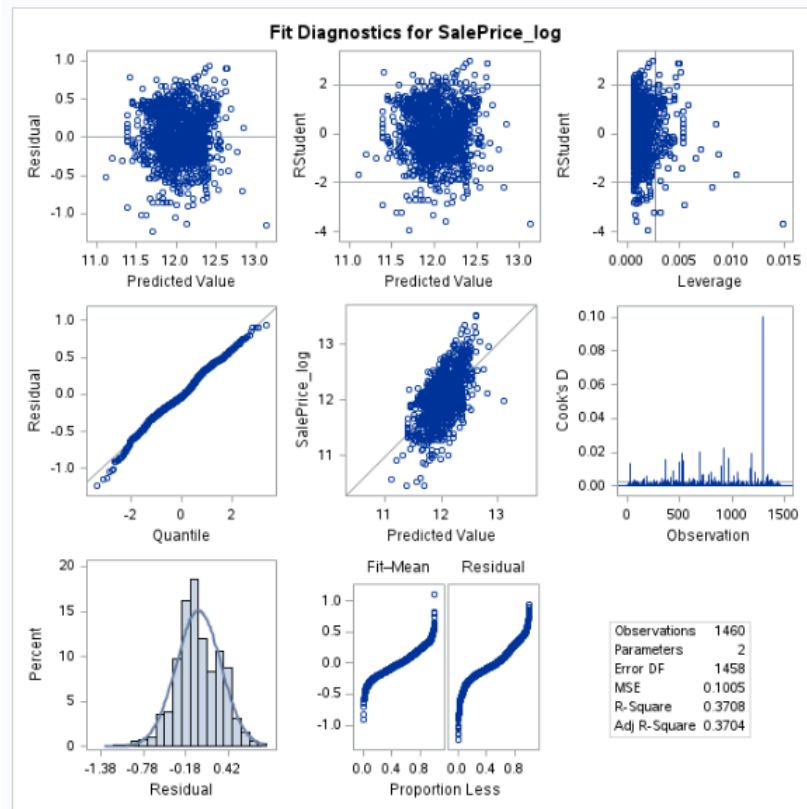 Fit Diagnostics for SalePrice_log
1.0
0.5
0.0
-0.5
-1.0
Residual
11.0 11.5 12.0 12.5 13.0
Predicted Value
2
0
-2
-4
RStudent
11.0 11.5 12.0 12.5 13.0
Predicted Value
2
0
-2
-4
RStudent
0.000 0.005 0.010 0.015
Leverage
1.0
0.5
0.0
-0.5
-1.0
Residual
-2 0 2
Quantile
13
12
11
SalePrice_log
11 12 13
Predicted Value
0.10
0.08
0.06
0.04
0.02
0.00
Cook's D
0 500 1000 1500
Observation
20
15
10
5
0
Percent
-1.38 -0.78 -0.18 0.42
Residual
Fit–Mean Residual
1.0
0.5
0.0
-0.5
-1.0
0.0 0.4 0.8 0.0 0.4 0.8
Proportion Less
Observations 1460
Parameters 2
Error DF 1458
MSE 0.1005
R-Square 0.3708
Adj R-Square 0.3704